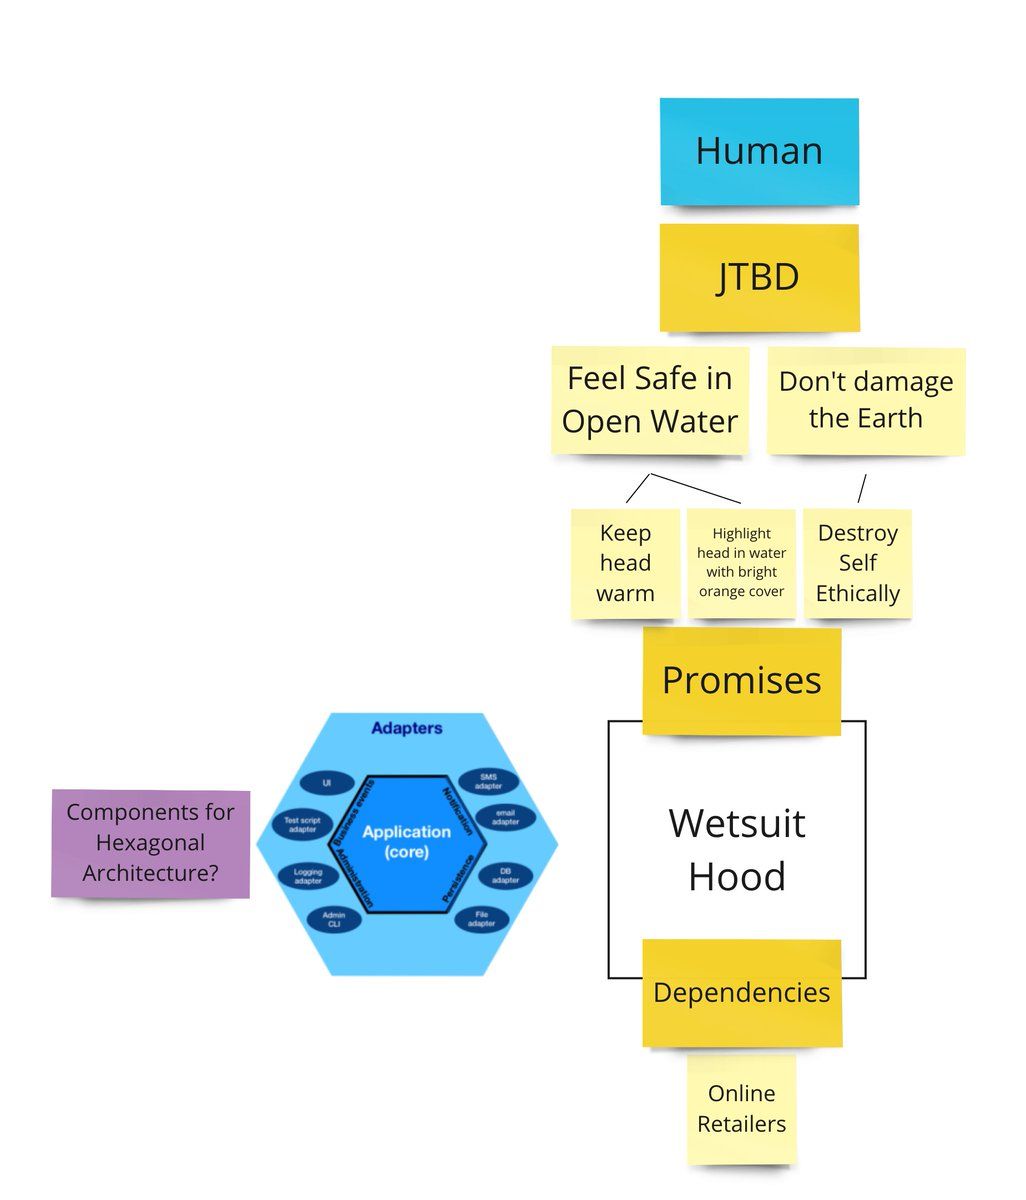 Human
JTBD
Feel Safe in
Open Water
Don't damage
the Earth
Keep
head
warm
Highlight
head in water
with bright
orange cover
Destroy
Self
Ethically
Promises
Components for
Hexagonal
Architecture?
Adapters
UI
Test script
adapter
Logging
adapter
Admin
CLI
Business events
Administration
Application
(core)
Notification
Persistence
SMS
adapter
email
adapter
DB
adapter
File
adapter
Wetsuit
Hood
Dependencies
Online
Retailers